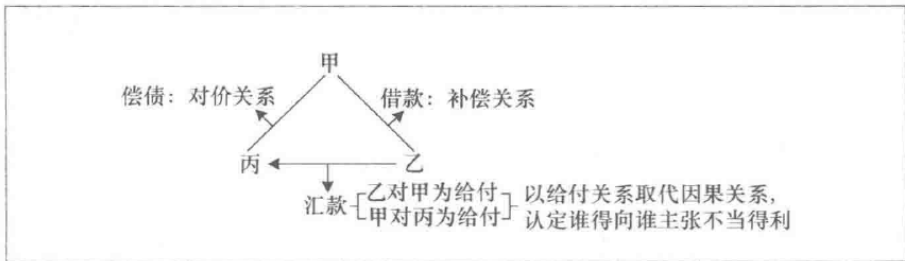 甲
偿债：对价关系
借款：补偿关系
丙
乙
汇款
乙对甲为给付
甲对丙为给付
以给付关系取代因果关系，
认定谁得向谁主张不当得利